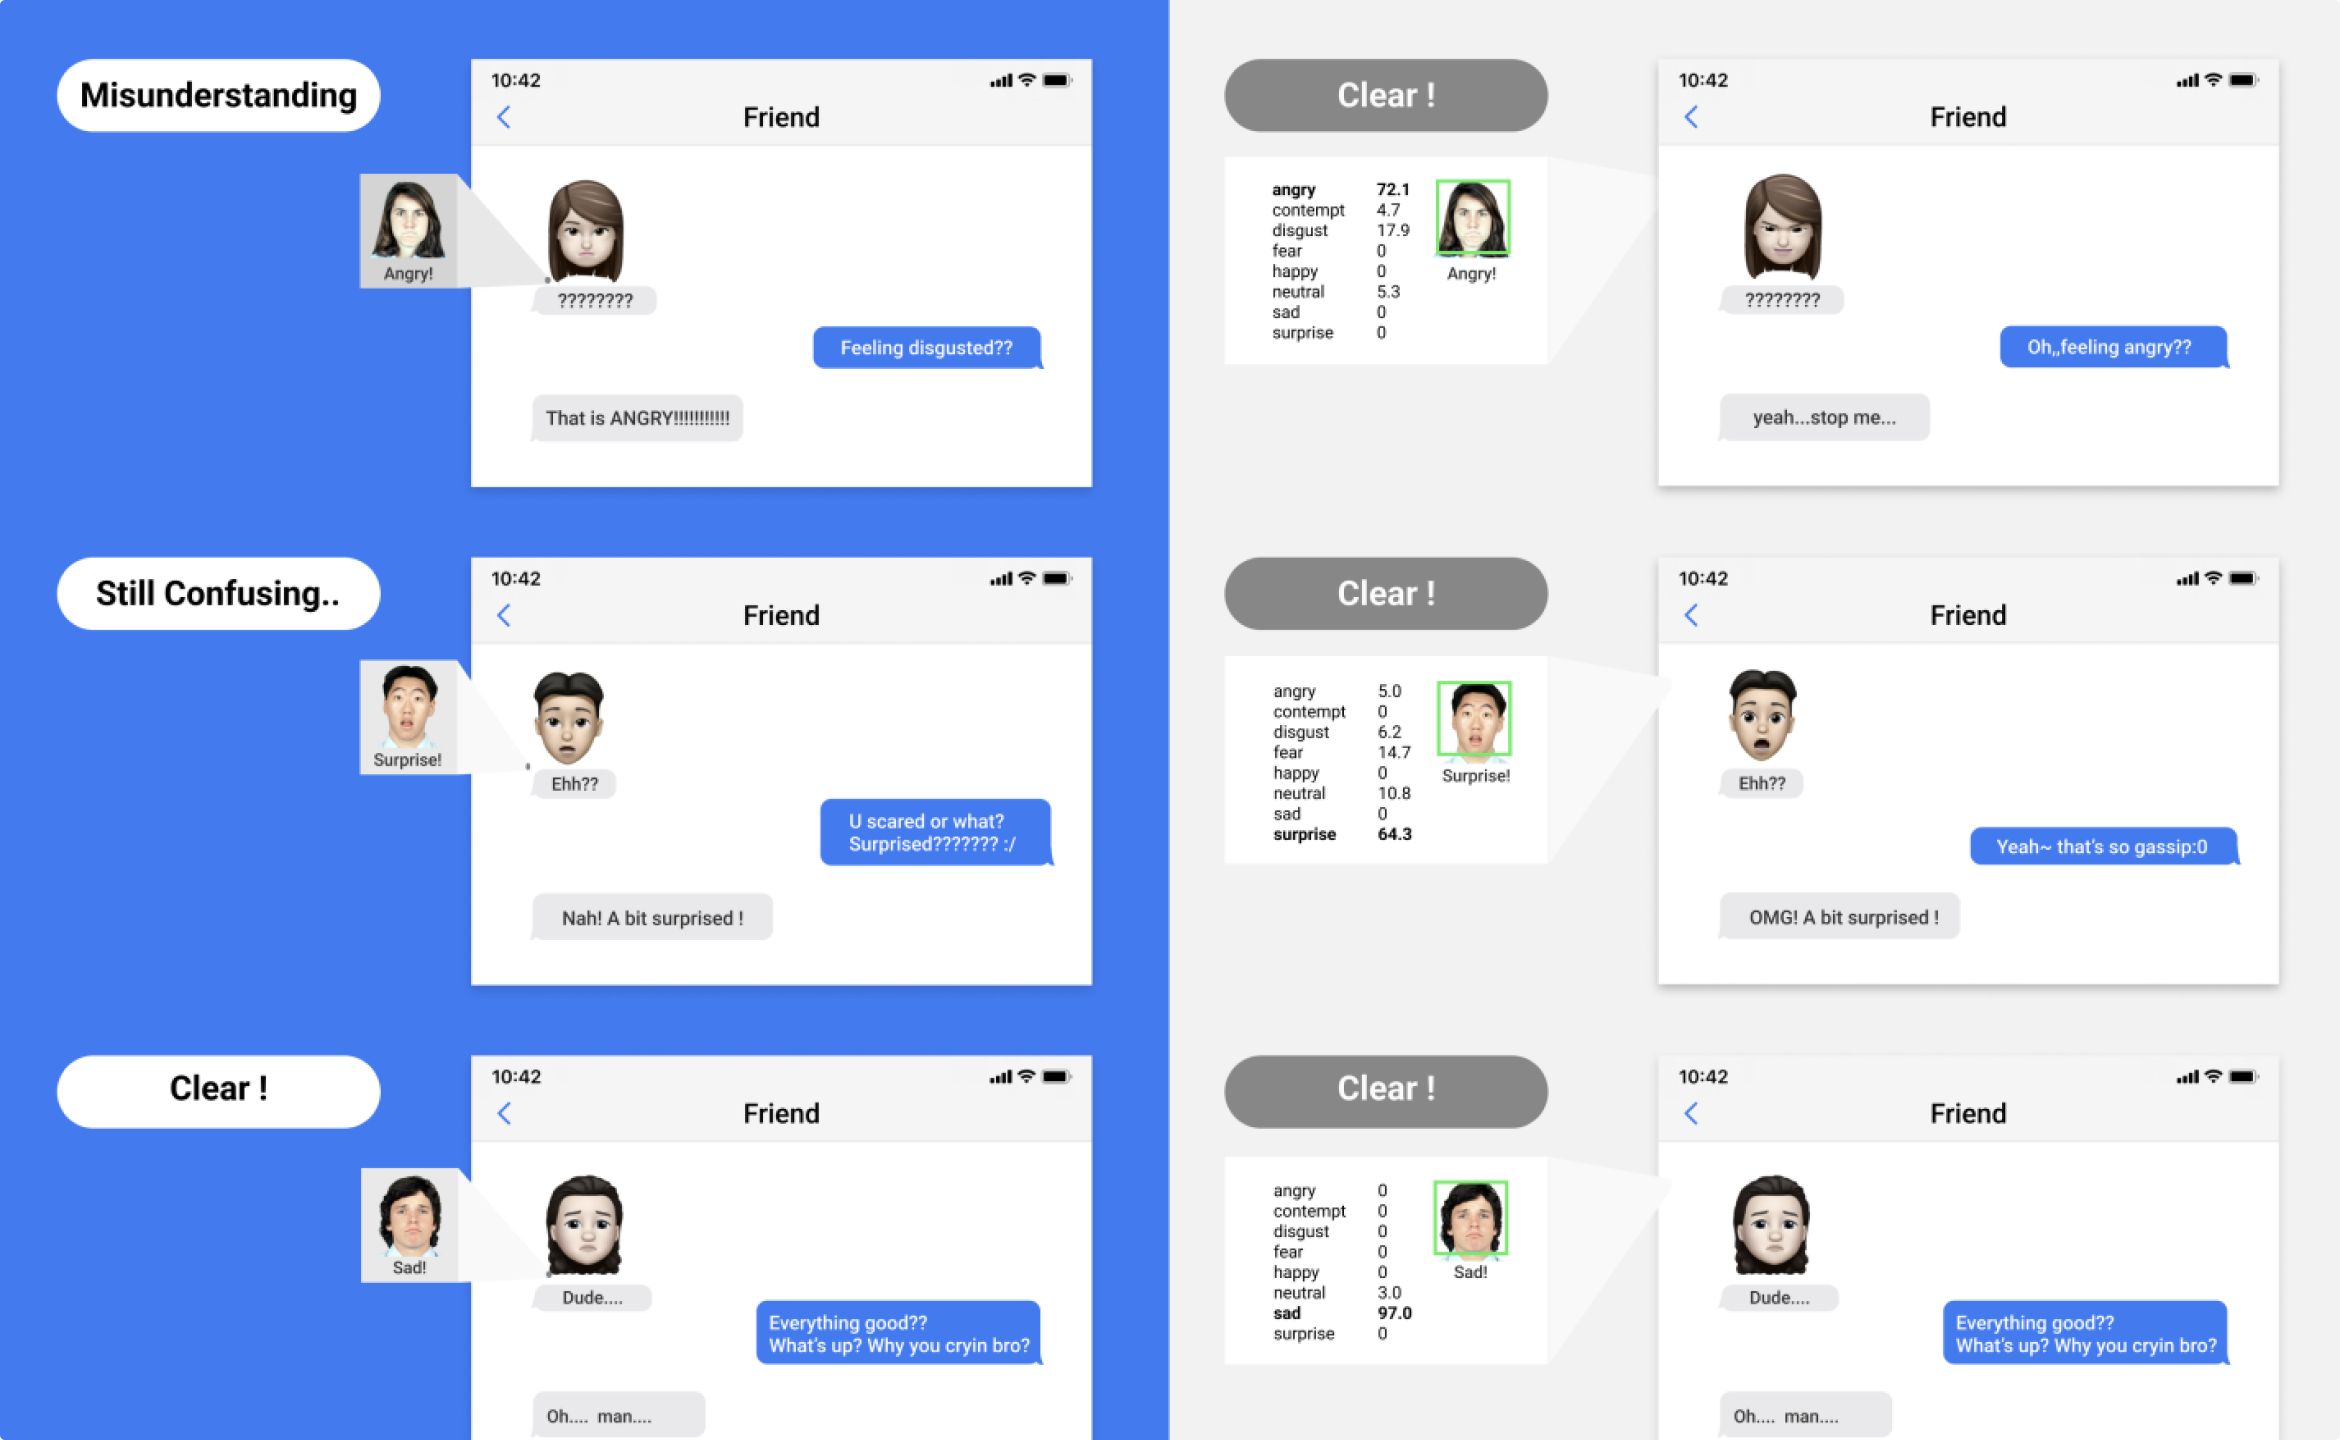 Misunderstanding
10:42
Friend
Angry!
????????
Feeling disgusted??
That is ANGRY!!!!!!!!!!!
Clear !
angry 72.1
contempt 4.7
disgust 17.9
fear 0
happy 0
neutral 5.3
sad 0
surprise 0
Angry!
10:42
Friend
????????
Oh,,feeling angry??
yeah...stop me...
Still Confusing..
10:42
Friend
Surprise!
Ehh??
U scared or what?
Surprised??????? :/
Nah! A bit surprised !
Clear !
angry 5.0
contempt 0
disgust 6.2
fear 14.7
happy 0
neutral 10.8
sad 0
surprise 64.3
Surprise!
10:42
Friend
Ehh??
Yeah~ that's so gassip:0
OMG! A bit surprised !
Clear !
10:42
Friend
Sad!
Dude....
Everything good??
What's up? Why you cryin bro?
Oh.... man....
Clear !
angry 0
contempt 0
disgust 0
fear 0
happy 0
neutral 3.0
sad 97.0
surprise 0
Sad!
10:42
Friend
Dude....
Everything good??
What's up? Why you cryin bro?
Oh.... man....